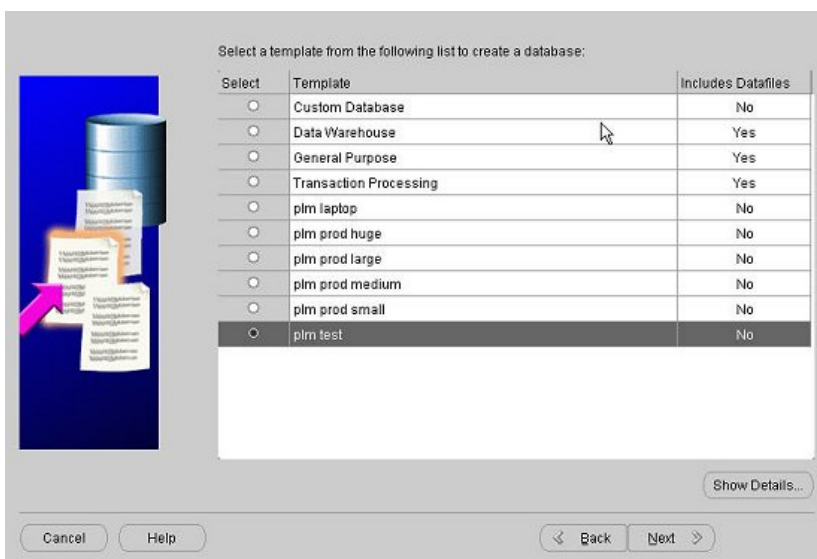 Select a template from the following list to create a database:
Select Template Includes Datafiles
Custom Database No
Data Warehouse Yes
General Purpose Yes
Transaction Processing Yes
plm laptop No
plm prod huge No
plm prod large No
plm prod medium No
plm prod small No
plm test No
Show Details...
Cancel Help Back Next